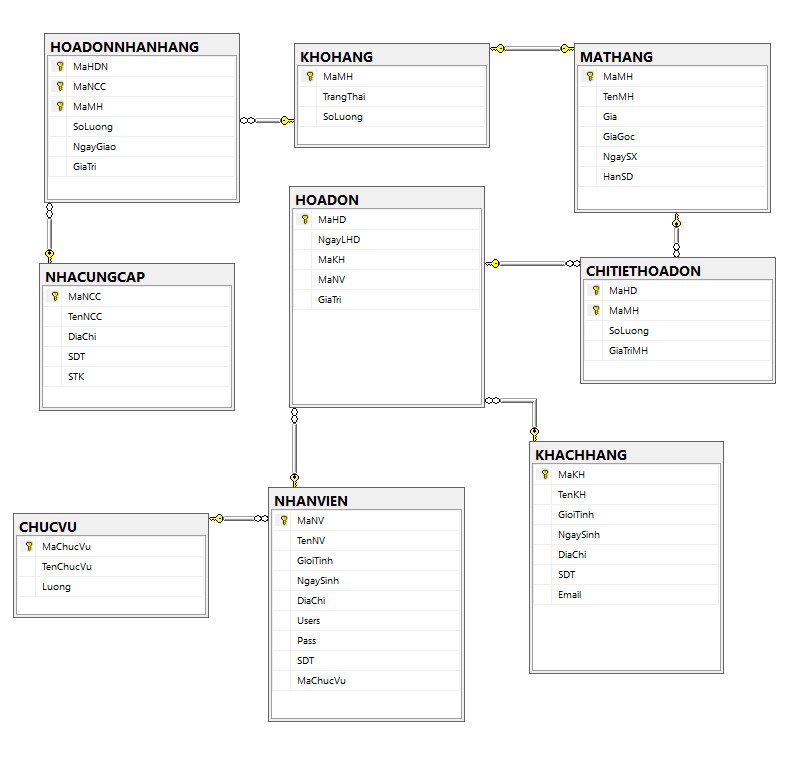 HOADONNHANHANG
MaHDN
MaNCC
MaMH
SoLuong
NgayGiao
GiaTri
KHOHANG
MaMH
TrangThai
SoLuong
MATHANG
MaMH
TenMH
Gia
GiaGoc
NgaySX
HanSD
HOADON
MaHD
NgayLHD
MaKH
MaNV
GiaTri
NHACUNGCAP
MaNCC
TenNCC
DiaChi
SDT
STK
CHITIETHOADON
MaHD
MaMH
SoLuong
GiaTriMH
KHACHHANG
MaKH
TenKH
GioiTinh
NgaySinh
DiaChi
SDT
Email
NHANVIEN
MaNV
TenNV
GioiTinh
NgaySinh
DiaChi
Users
Pass
SDT
MaChucVu
CHUCVU
MaChucVu
TenChucVu
Luong